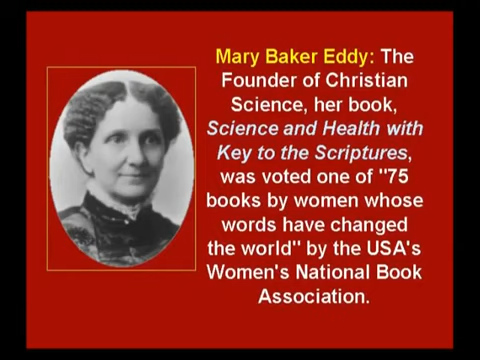 Mary Baker Eddy: The
Founder of Christian
Science, her book,
Science and Health with
Key to the Scriptures,
was voted one of "75
books by women whose
words have changed
the world" by the USA's
Women's National Book
Association.